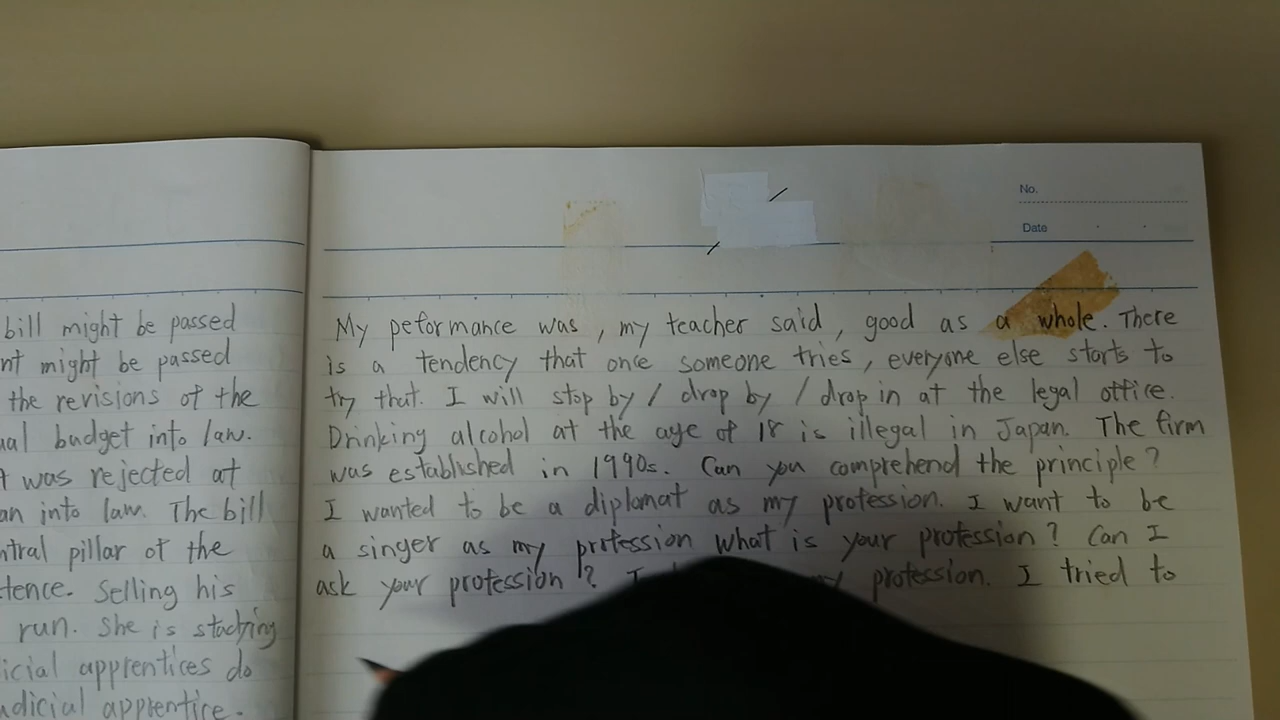 bill might be passed
nt might be passed
the revisions of the
ual budget into law.
t was rejected at
an into law. The bill
ntral pillar of the
tence. Selling his
run. She is studying
icial apprentices do
udicial apprentice.
No.
Date
My peformance was, my teacher said, good as a whole. There
is a tendency that once someone tries, everyone else starts to
try that. I will stop by / drop by / drop in at the legal office.
Drinking alcohol at the age of 18 is illegal in Japan. The firm
was established in 1990s. Can you comprehend the principle?
I wanted to be a diplomat as my profession. I want to be
a singer as my profession What is your profession? Can I
ask your profession? I profession. I tried to